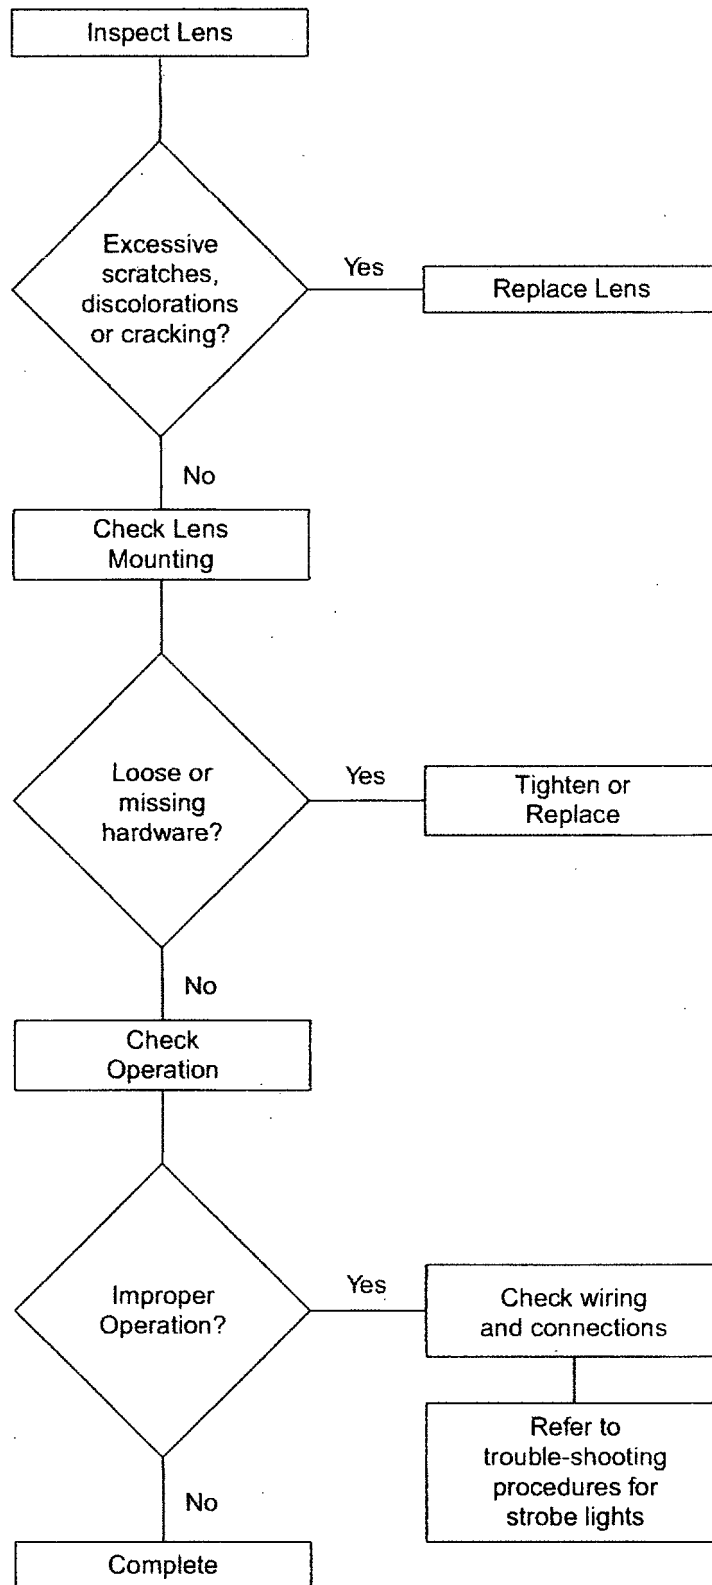 Inspect Lens
Excessive
scratches,
discolorations
or cracking?
Yes
Replace Lens
No
Check Lens
Mounting
Loose or
missing
hardware?
Yes
Tighten or
Replace
No
Check
Operation
Improper
Operation?
Yes
Check wiring
and connections
Refer to
trouble-shooting
procedures for
strobe lights
No
Complete